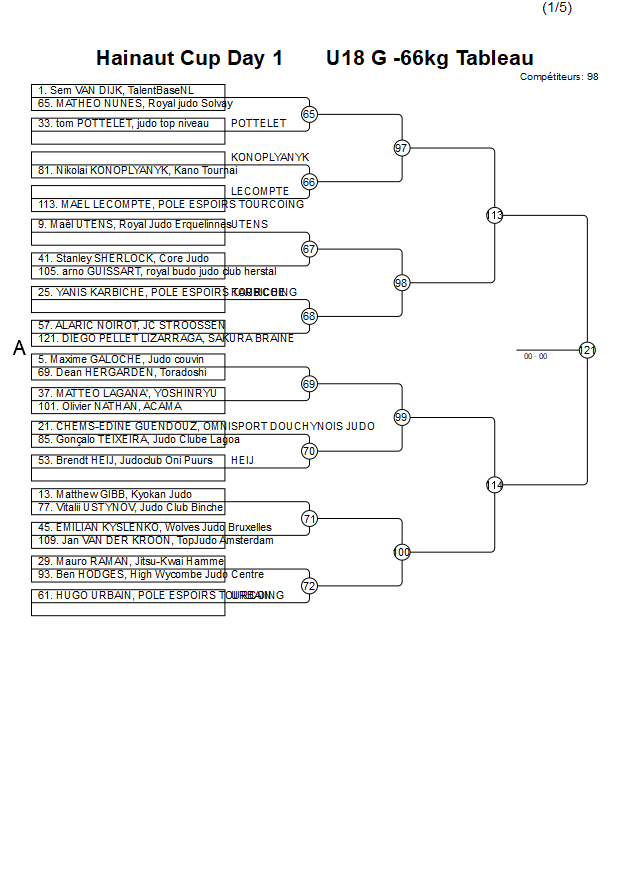 (1/5)
Hainaut Cup Day 1 U18 G -66kg Tableau
Compétiteurs: 98
1. Sem VAN DIJK, TalentBaseNL
65. MATHEO NUNES, Royal judo Solvay
65
33. tom POTTELET, judo top niveau POTTELET
97
KONOPLYANYK
81. Nikolai KONOPLYANYK, Kano Tournai
66
LECOMPTE
113. MAEL LECOMPTE, POLE ESPOIRS TOURCOING
113
9. Maël UTENS, Royal Judo Erquelinnes UTENS
67
41. Stanley SHERLOCK, Core Judo
105. arno GUISSART, royal budo judo club herstal
98
25. YANIS KARBICHE, POLE ESPOIRS TOURCOING KARBICHE
68
57. ALARIC NOIROT, JC STROOSSEN
121. DIEGO PELLET LIZARRAGA, SAKURA BRAINE
A
121
00 - 00
5. Maxime GALOCHE, Judo couvin
69. Dean HERGARDEN, Toradoshi
69
37. MATTEO LAGANA', YOSHINRYU
101. Olivier NATHAN, ACAMA
99
21. CHEMS-EDINE GUENDOUZ, OMNISPORT DOUCHYNOIS JUDO
85. Gonçalo TEIXEIRA, Judo Clube Lagoa
70
53. Brendt HEIJ, Judoclub Oni Puurs HEIJ
114
13. Matthew GIBB, Kyokan Judo
77. Vitalii USTYNOV, Judo Club Binche
71
45. EMILIAN KYSLENKO, Wolves Judo Bruxelles
109. Jan VAN DER KROON, TopJudo Amsterdam
100
29. Mauro RAMAN, Jitsu-Kwai Hamme
93. Ben HODGES, High Wycombe Judo Centre
72
61. HUGO URBAIN, POLE ESPOIRS TOURCOING URBAIN